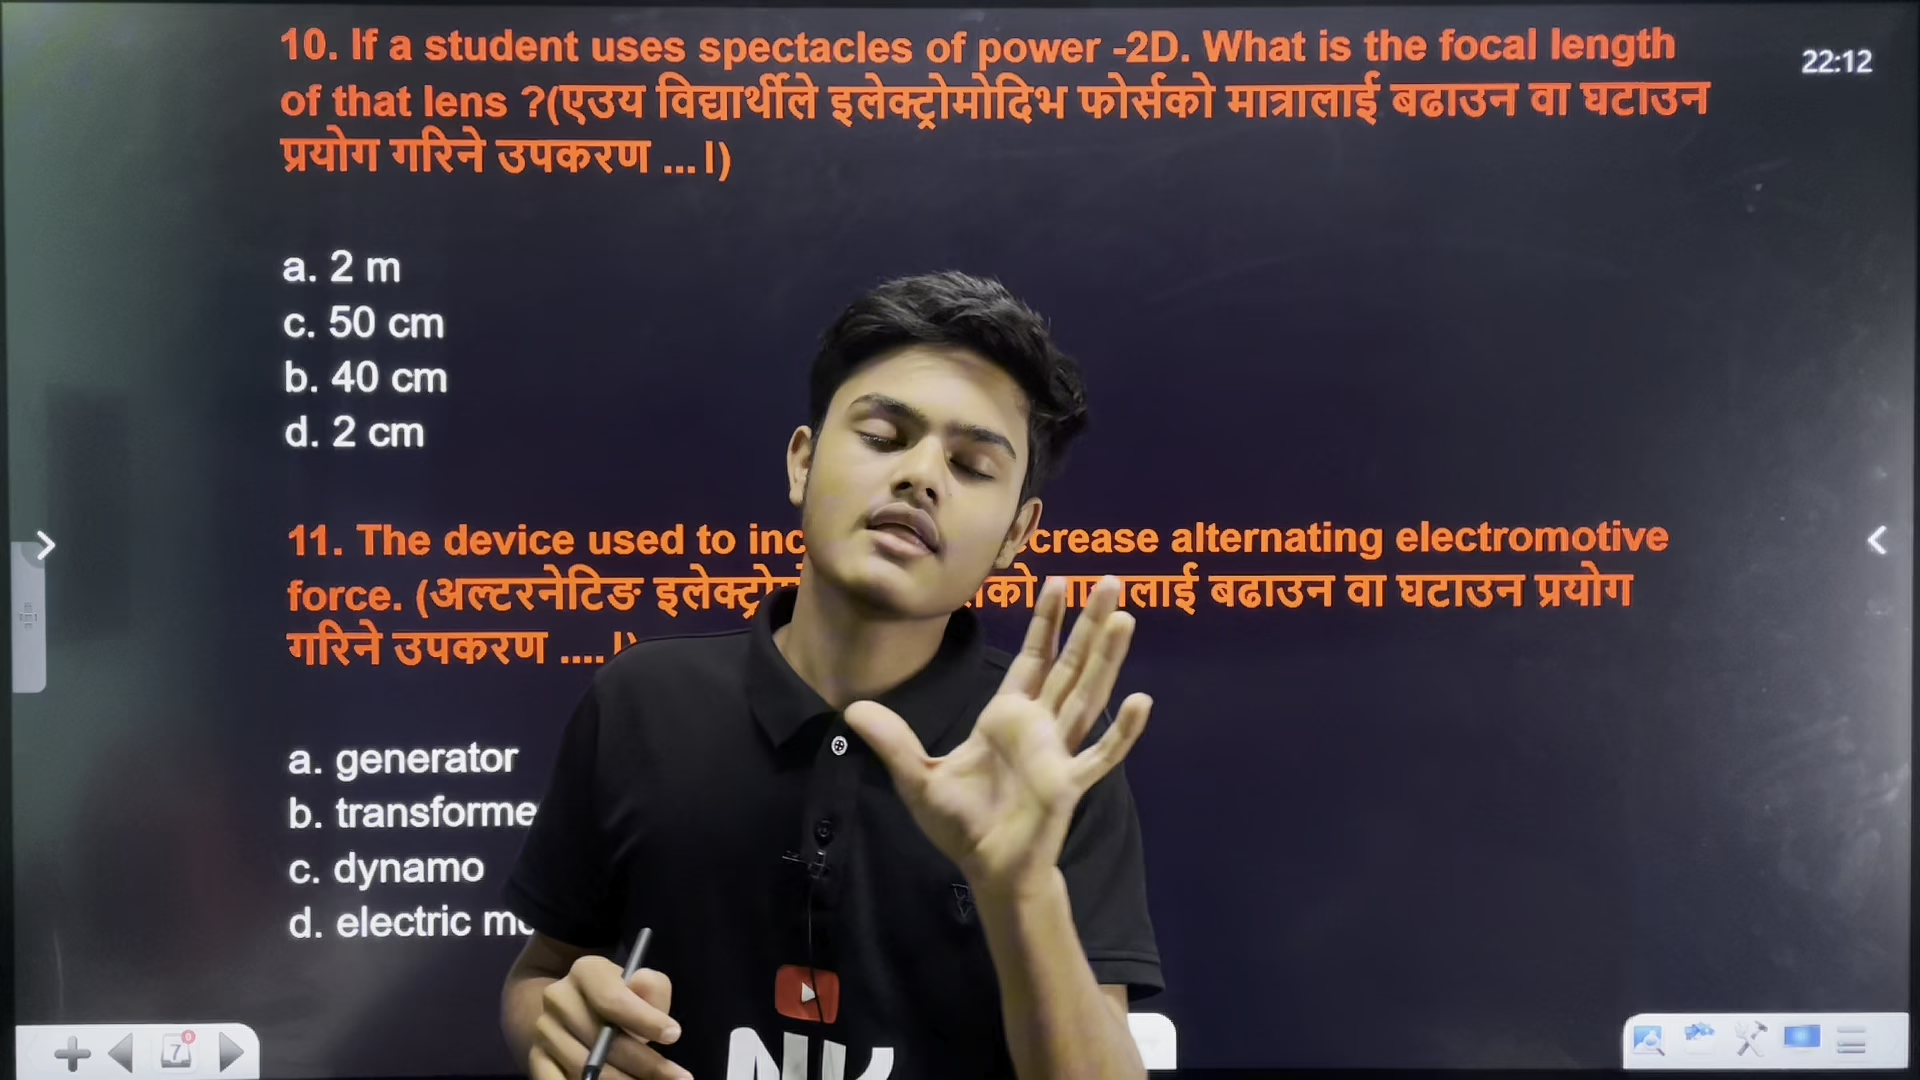 10. If a student uses spectacles of power -2D. What is the focal length
of that lens ?(एउय विद्यार्थीले इलेक्ट्रोमोदिभ फोर्सको मात्रालाई बढाउन वा घटाउन
प्रयोग गरिने उपकरण ...।)
22:12
a. 2 m
c. 50 cm
b. 40 cm
d. 2 cm
11. The device used to inc crease alternating electromotive
force. (अल्टरनेटिङ को लाई बढाउन वा घटाउन प्रयोग
गरिने उपकरण ....।)
a. generator
b. transforme
c. dynamo
d. electric
7
0
NK